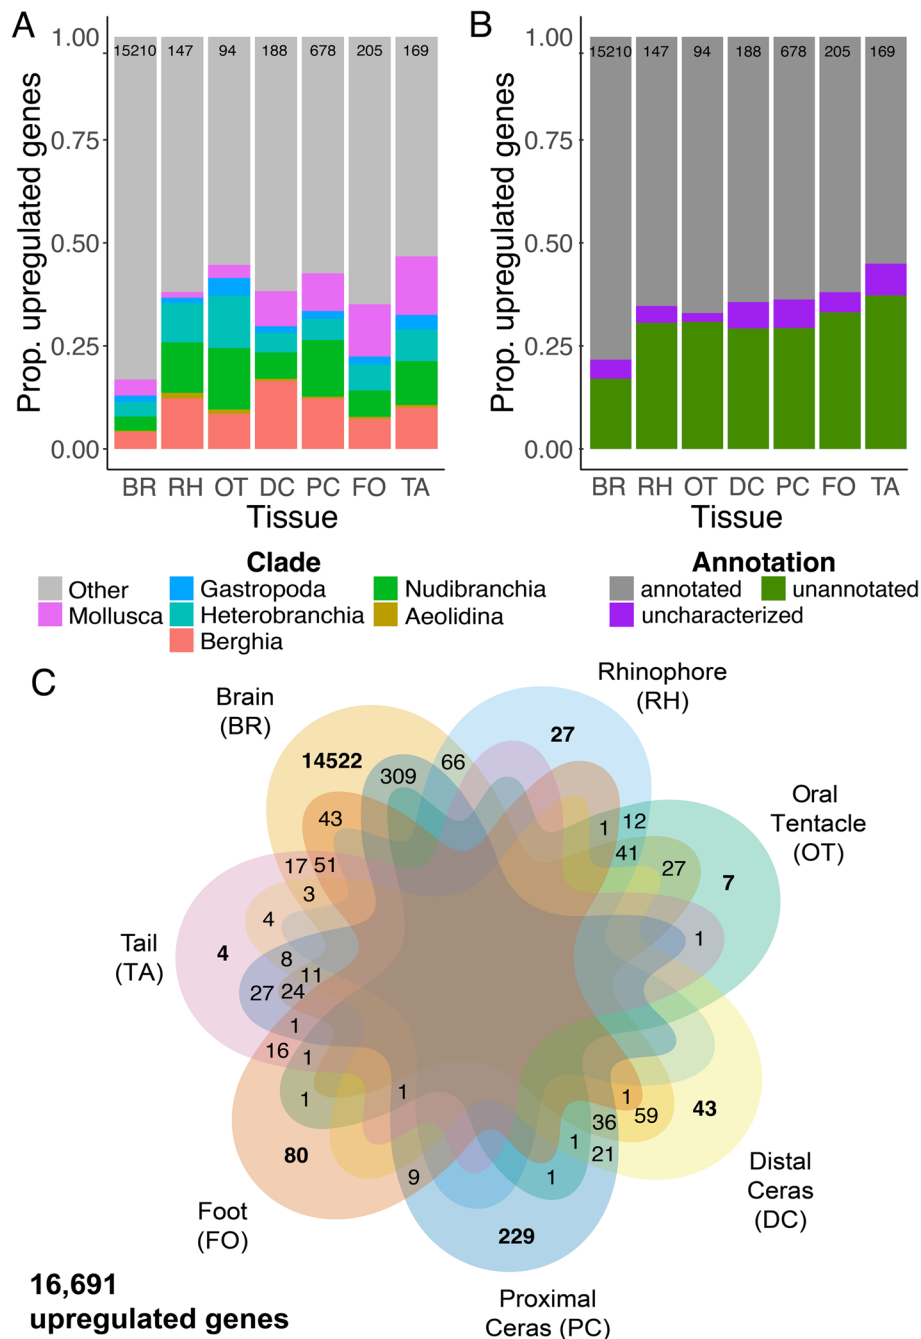 A
1.00
0.75
0.50
0.25
0.00
Prop. upregulated genes
15210 147 94 188 678 205 169
BR RH OT DC PC FO TA
Tissue
B
1.00
0.75
0.50
0.25
0.00
Prop. upregulated genes
15210 147 94 188 678 205 169
BR RH OT DC PC FO TA
Tissue
Clade
Other Gastropoda Nudibranchia
Mollusca Heterobranchia Aeolidina
Berghia
Annotation
annotated unannotated
uncharacterized
C
Brain
(BR)
Rhinophore
(RH)
Oral
Tentacle
(OT)
Distal
Ceras
(DC)
Proximal
Ceras (PC)
Foot
(FO)
Tail
(TA)
27
14522
66
309
43
1 12
41
27
7
17 51
3
4
4
1
8
11
27 24
1
16 1
1
1
1
59
43
36
1
21
80
9
1
229
16,691
upregulated genes